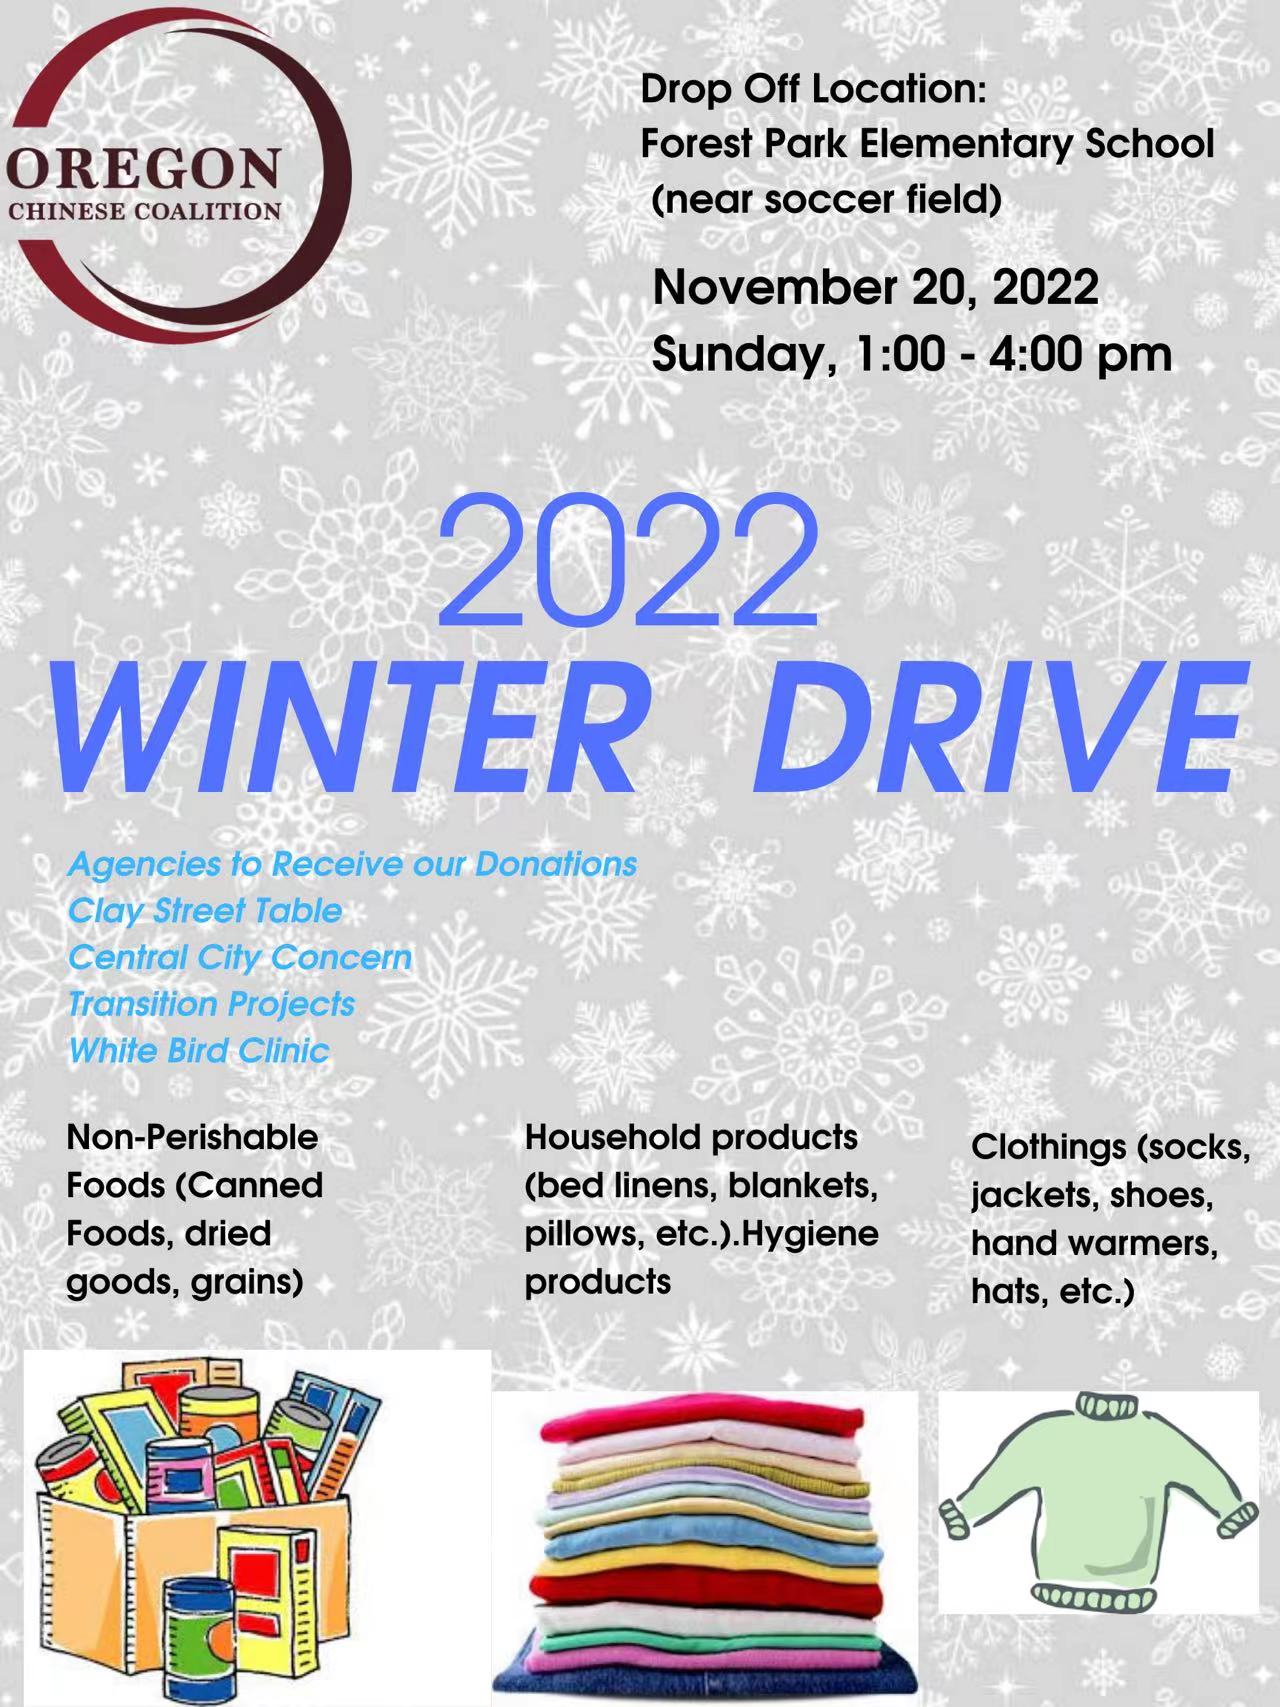 OREGON
CHINESE COALITION
Drop Off Location:
Forest Park Elementary School
(near soccer field)
November 20, 2022
Sunday, 1:00 - 4:00 pm
2022
WINTER DRIVE
Agencies to Receive our Donations
Clay Street Table
Central City Concern
Transition Projects
White Bird Clinic
Non-Perishable
Foods (Canned
Foods, dried
goods, grains)
Household products
(bed linens, blankets,
pillows, etc.).Hygiene
products
Clothings (socks,
jackets, shoes,
hand warmers,
hats, etc.)